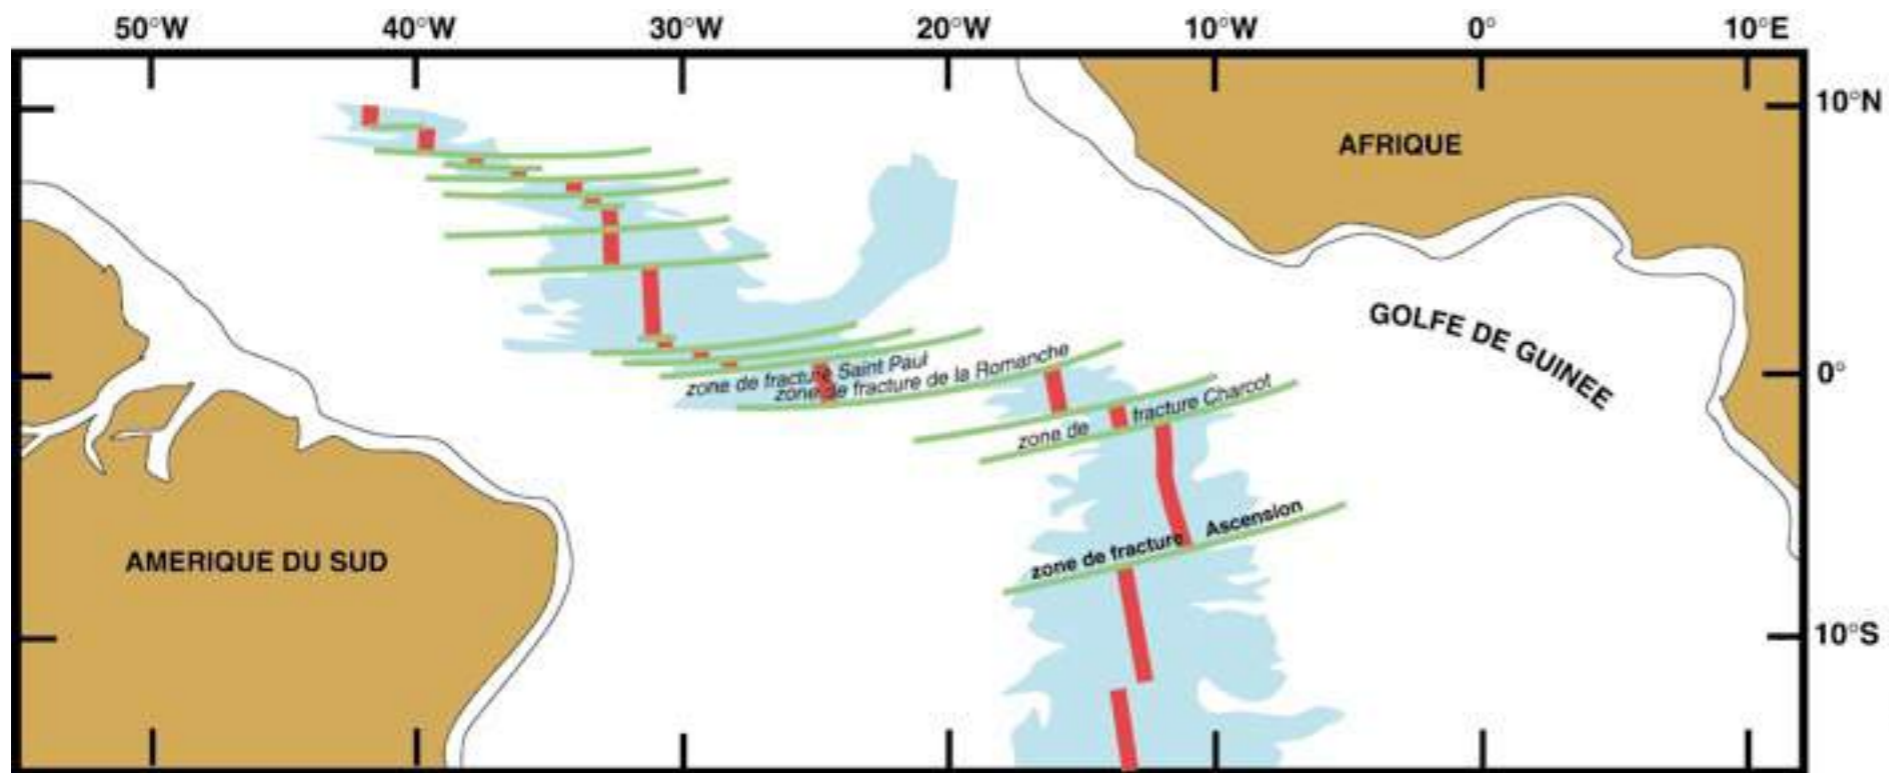 50°W 40°W 30°W 20°W 10°W 0° 10°E
10°N
AFRIQUE
GOLFE DE GUINEE
zone de fracture Saint Paul
zone de fracture de la Romanche
0°
zone de fracture Charcot
zone de fracture Ascension
AMERIQUE DU SUD
10°S